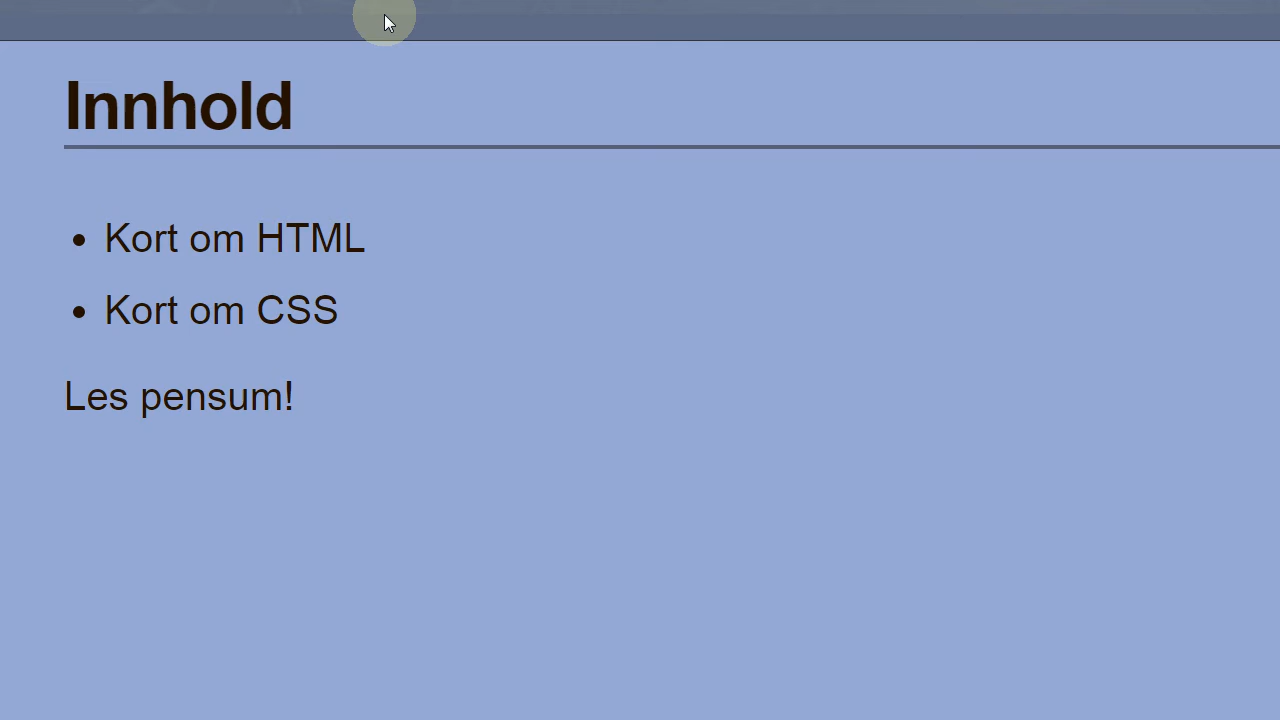 Innhold
• Kort om HTML
• Kort om CSS
Les pensum!